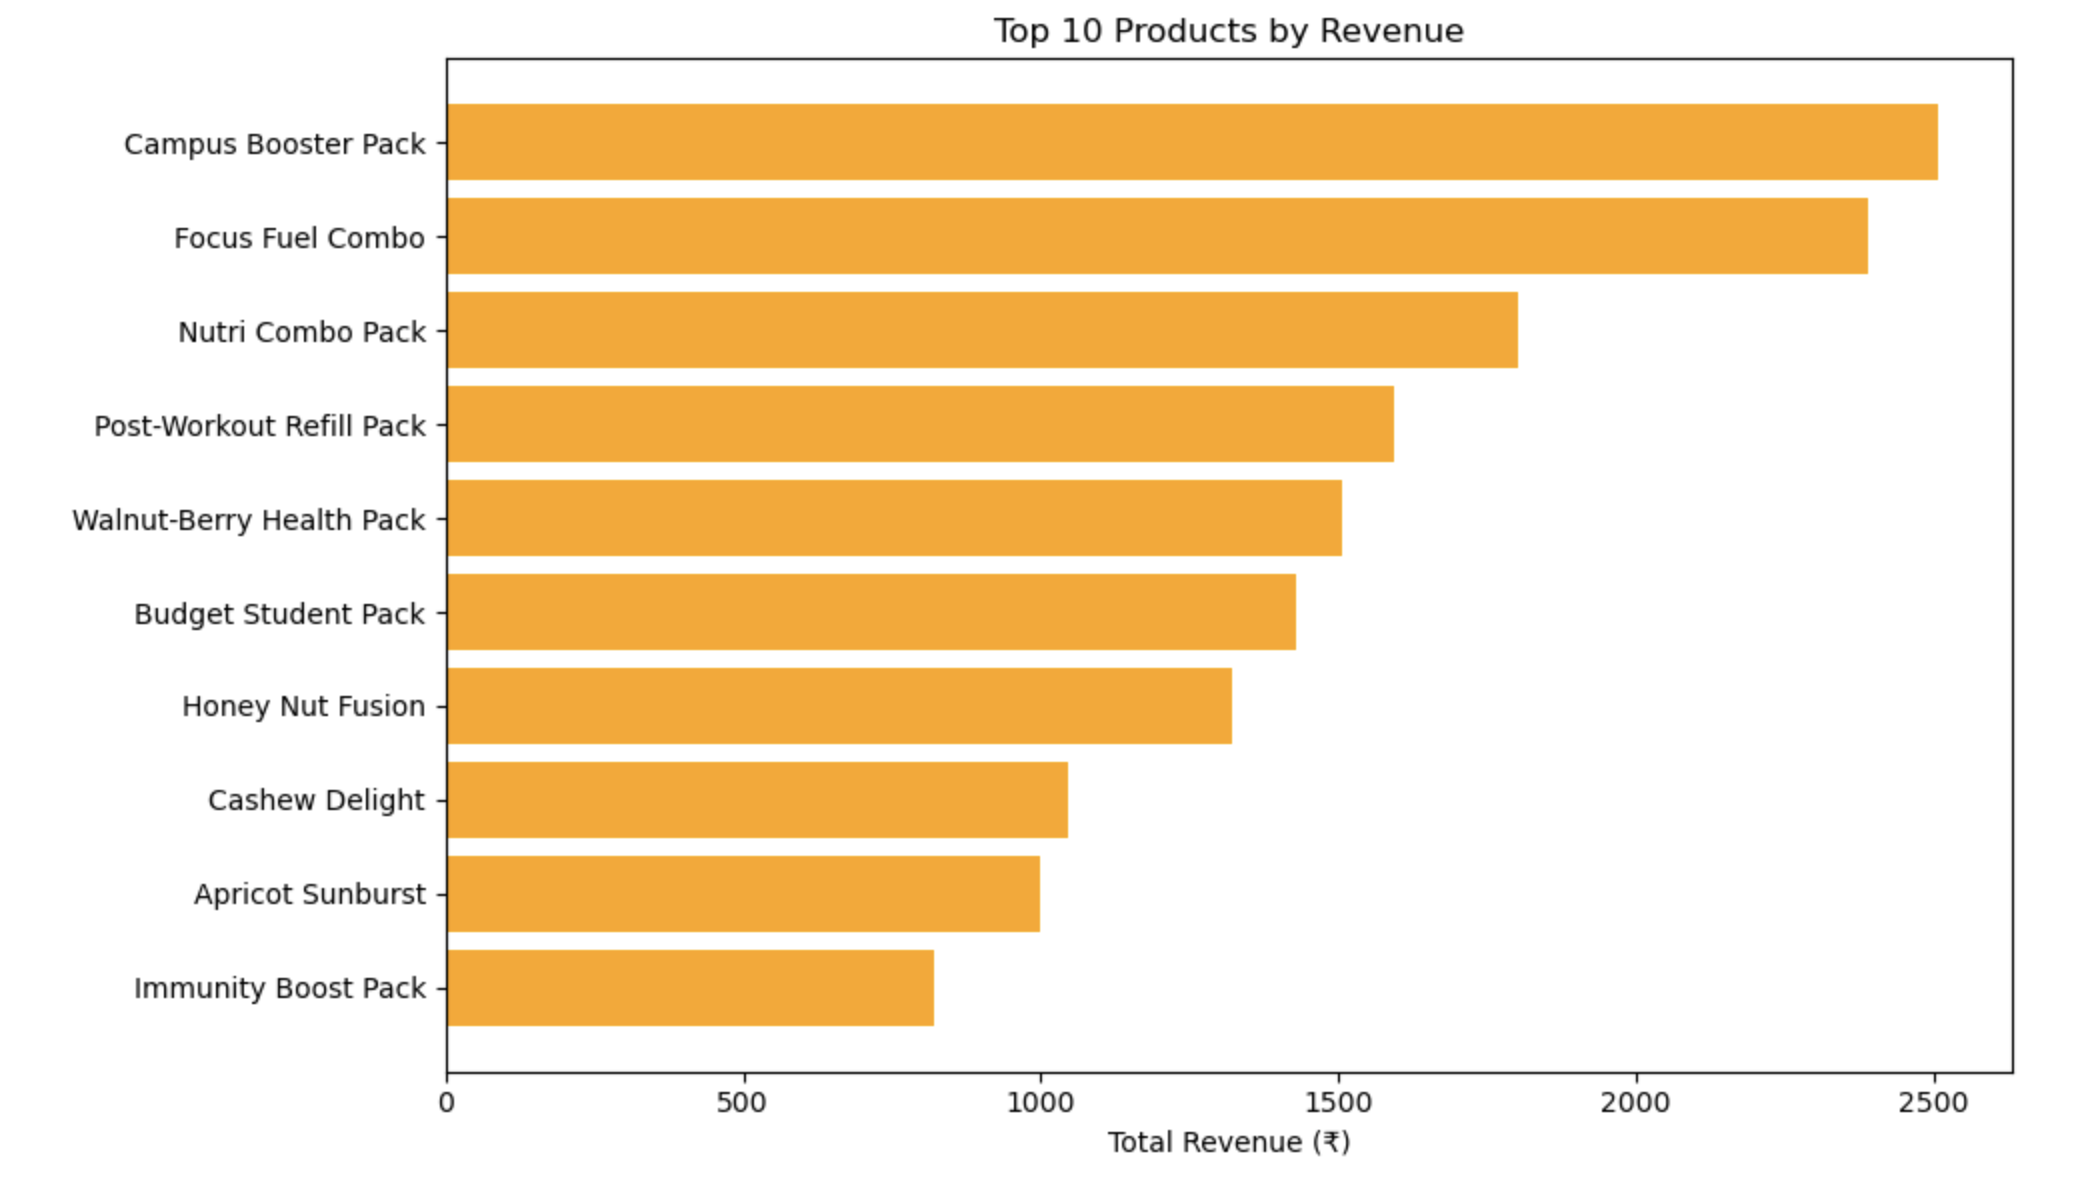 Top 10 Products by Revenue
Campus Booster Pack
Focus Fuel Combo
Nutri Combo Pack
Post-Workout Refill Pack
Walnut-Berry Health Pack
Budget Student Pack
Honey Nut Fusion
Cashew Delight
Apricot Sunburst
Immunity Boost Pack
0 500 1000 1500 2000 2500
Total Revenue (₹)